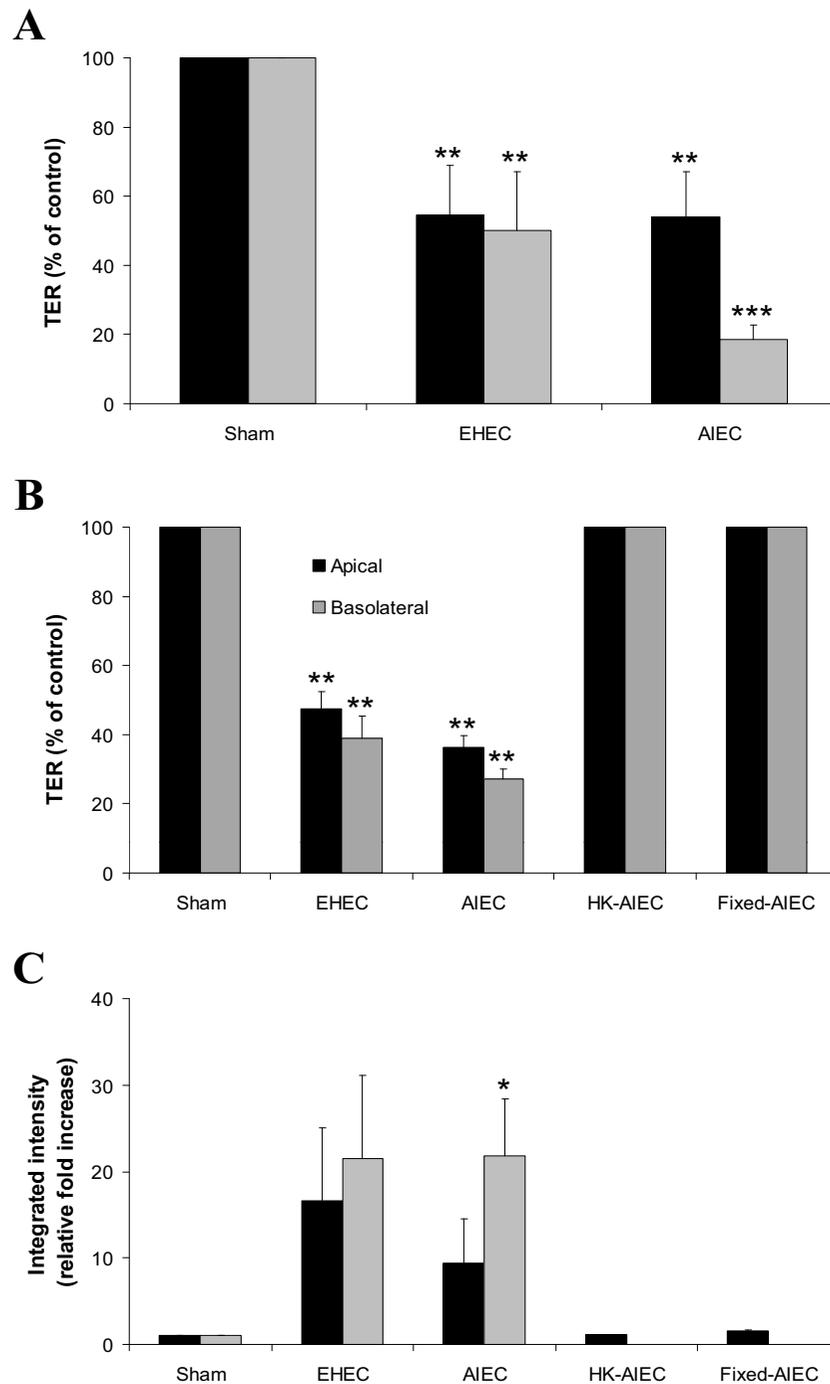 A
TER (% of control)
100
80
60
40
20
0
** ** ** ***
Sham EHEC AIEC
B
TER (% of control)
100
80
60
40
20
0
Apical
Basolateral
** ** ** **
Sham EHEC AIEC HK-AIEC Fixed-AIEC
C
Integrated intensity
(relative fold increase)
40
30
20
10
0
*
Sham EHEC AIEC HK-AIEC Fixed-AIEC